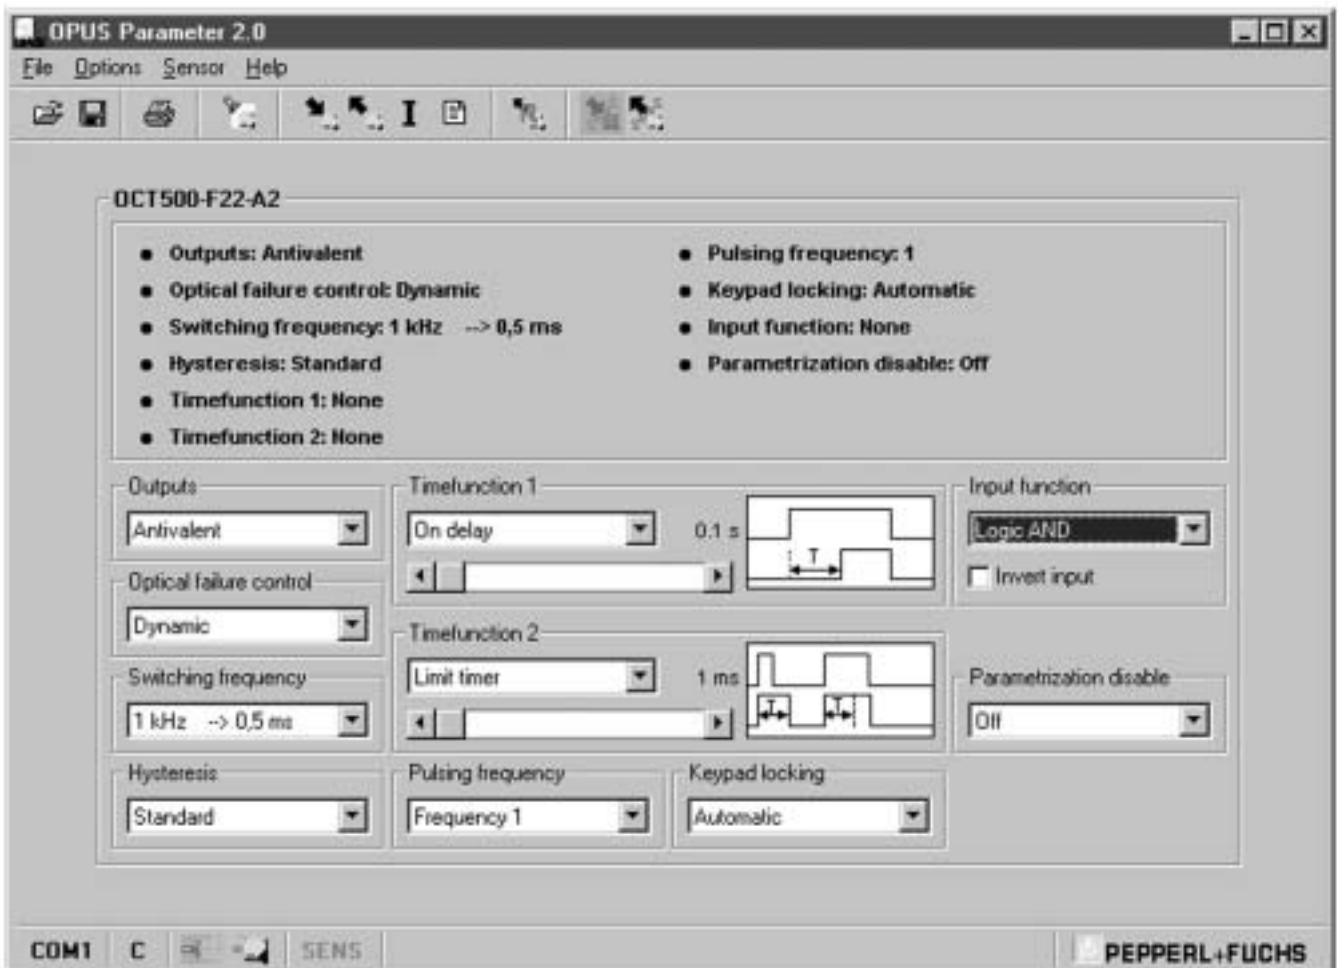 OPUS Parameter 2.0
File Options Sensor Help
OCT500-F22-A2
Outputs: Antivalent
Optical failure control: Dynamic
Switching frequency: 1 kHz --> 0,5 ms
Hysteresis: Standard
Timefunction 1: None
Timefunction 2: None
Pulsing frequency: 1
Keypad locking: Automatic
Input function: None
Parametrization disable: Off
Outputs
Antivalent
Timefunction 1
On delay
0.1 s
T
Input function
Logic AND
Invert input
Optical failure control
Dynamic
Timefunction 2
Limit timer
1 ms
T T
Switching frequency
1 kHz --> 0,5 ms
Parametrization disable
Off
Hysteresis
Standard
Pulsing frequency
Frequency 1
Keypad locking
Automatic
COM1 C SENS
PEPPERL+FUCHS